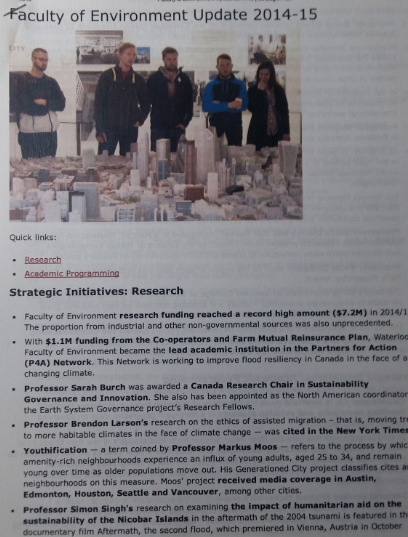 Faculty of Environment Update 2014-15
CITY
Quick links:
• Research
• Academic Programming
Strategic Initiatives: Research
• Faculty of Environment research funding reached a record high amount ($7.2M) in 2014/1
The proportion from industrial and other non-governmental sources was also unprecedented.
• With $1.1M funding from the Co-operators and Farm Mutual Reinsurance Plan, Waterloo
Faculty of Environment became the lead academic institution in the Partners for Action
(P4A) Network. This Network is working to improve flood resiliency in Canada in the face of a
changing climate.
• Professor Sarah Burch was awarded a Canada Research Chair in Sustainability
Governance and Innovation. She also has been appointed as the North American coordinator
the Earth System Governance project's Research Fellows.
• Professor Brendon Larson's research on the ethics of assisted migration – that is, moving tre
to more habitable climates in the face of climate change — was cited in the New York Times
• Youthification — a term coined by Professor Markus Moos — refers to the process by whic
amenity-rich neighbourhoods experience an influx of young adults, aged 25 to 34, and remain
young over time as older populations move out. His Generationed City project classifies cites a
neighbourhoods on this measure. Moos' project received media coverage in Austin,
Edmonton, Houston, Seattle and Vancouver, among other cities.
• Professor Simon Singh's research on examining the impact of humanitarian aid on the
sustainability of the Nicobar Islands in the aftermath of the 2004 tsunami is featured in th
documentary film Aftermath, the second flood, which premiered in Vienna, Austria in October